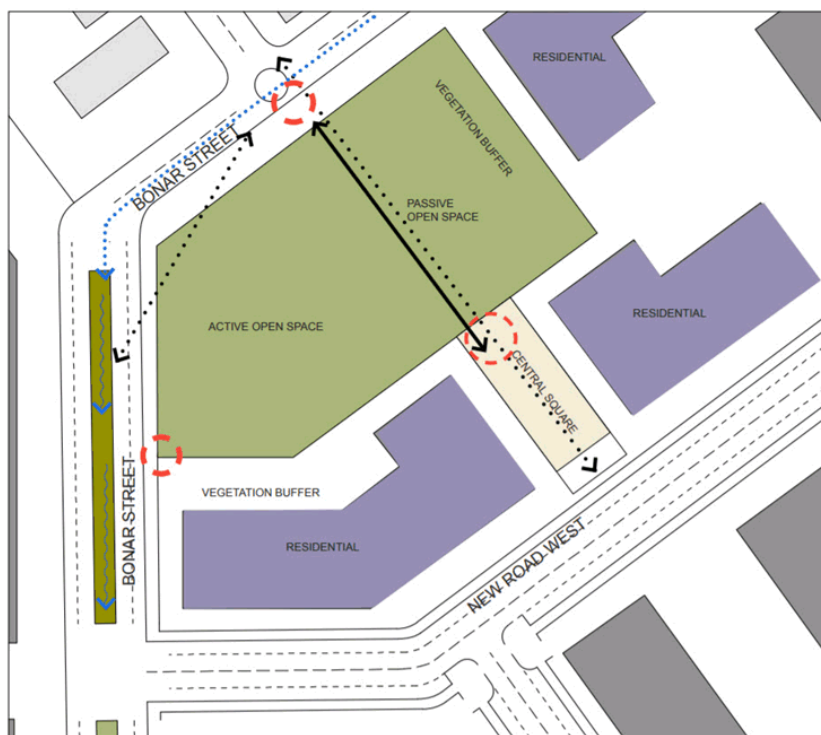 RESIDENTIAL
VEGETATION BUFFER
BONAR STREET
PASSIVE
OPEN SPACE
RESIDENTIAL
ACTIVE OPEN SPACE
CENTRAL SQUARE
BONAR STREET
VEGETATION BUFFER
RESIDENTIAL
NEW ROAD WEST